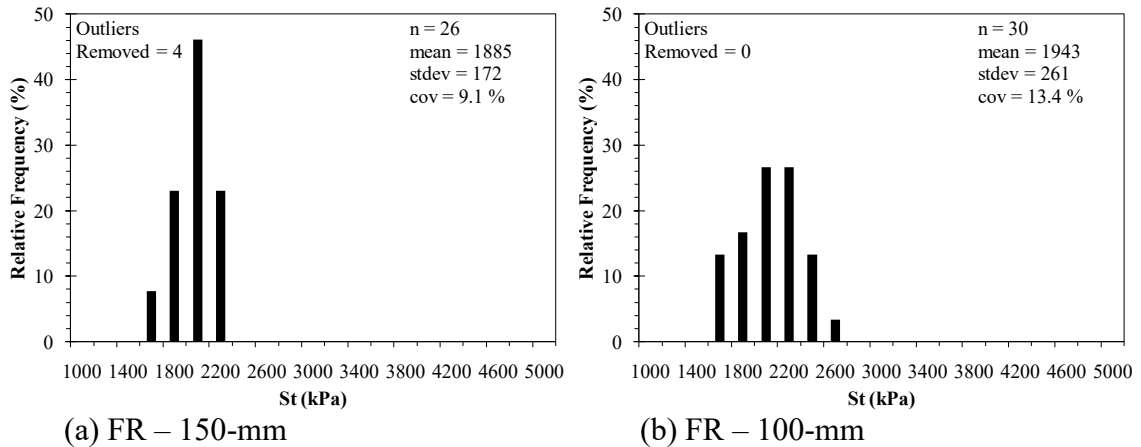 Outliers
Removed = 4
n = 26
mean = 1885
stdev = 172
cov = 9.1 %
50
40
30
20
10
0
Relative Frequency (%)
1000 1400 1800 2200 2600 3000 3400 3800 4200 4600 5000
St (kPa)
(a) FR – 150-mm
Outliers
Removed = 0
n = 30
mean = 1943
stdev = 261
cov = 13.4 %
50
40
30
20
10
0
Relative Frequency (%)
1000 1400 1800 2200 2600 3000 3400 3800 4200 4600 5000
St (kPa)
(b) FR – 100-mm